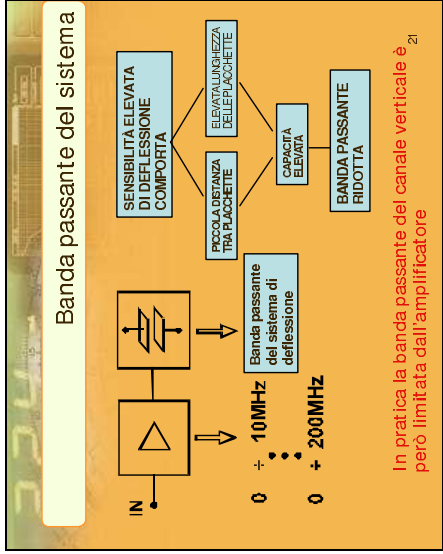 Banda passante del sistema
IN
0 ÷ 10MHz
0 ÷ 200MHz
Banda passante
del sistema di
deflessione
SENSIBILITÀ ELEVATA
DI DEFLESSIONE
COMPORTA
PICCOLA DISTANZA
TRA PLACCHETTE
ELEVATA LUNGHEZZA
DELLE PLACCHETTE
CAPACITÀ
ELEVATA
BANDA PASSANTE
RIDOTTA
In pratica la banda passante del canale verticale è
però limitata dall'amplificatore
21